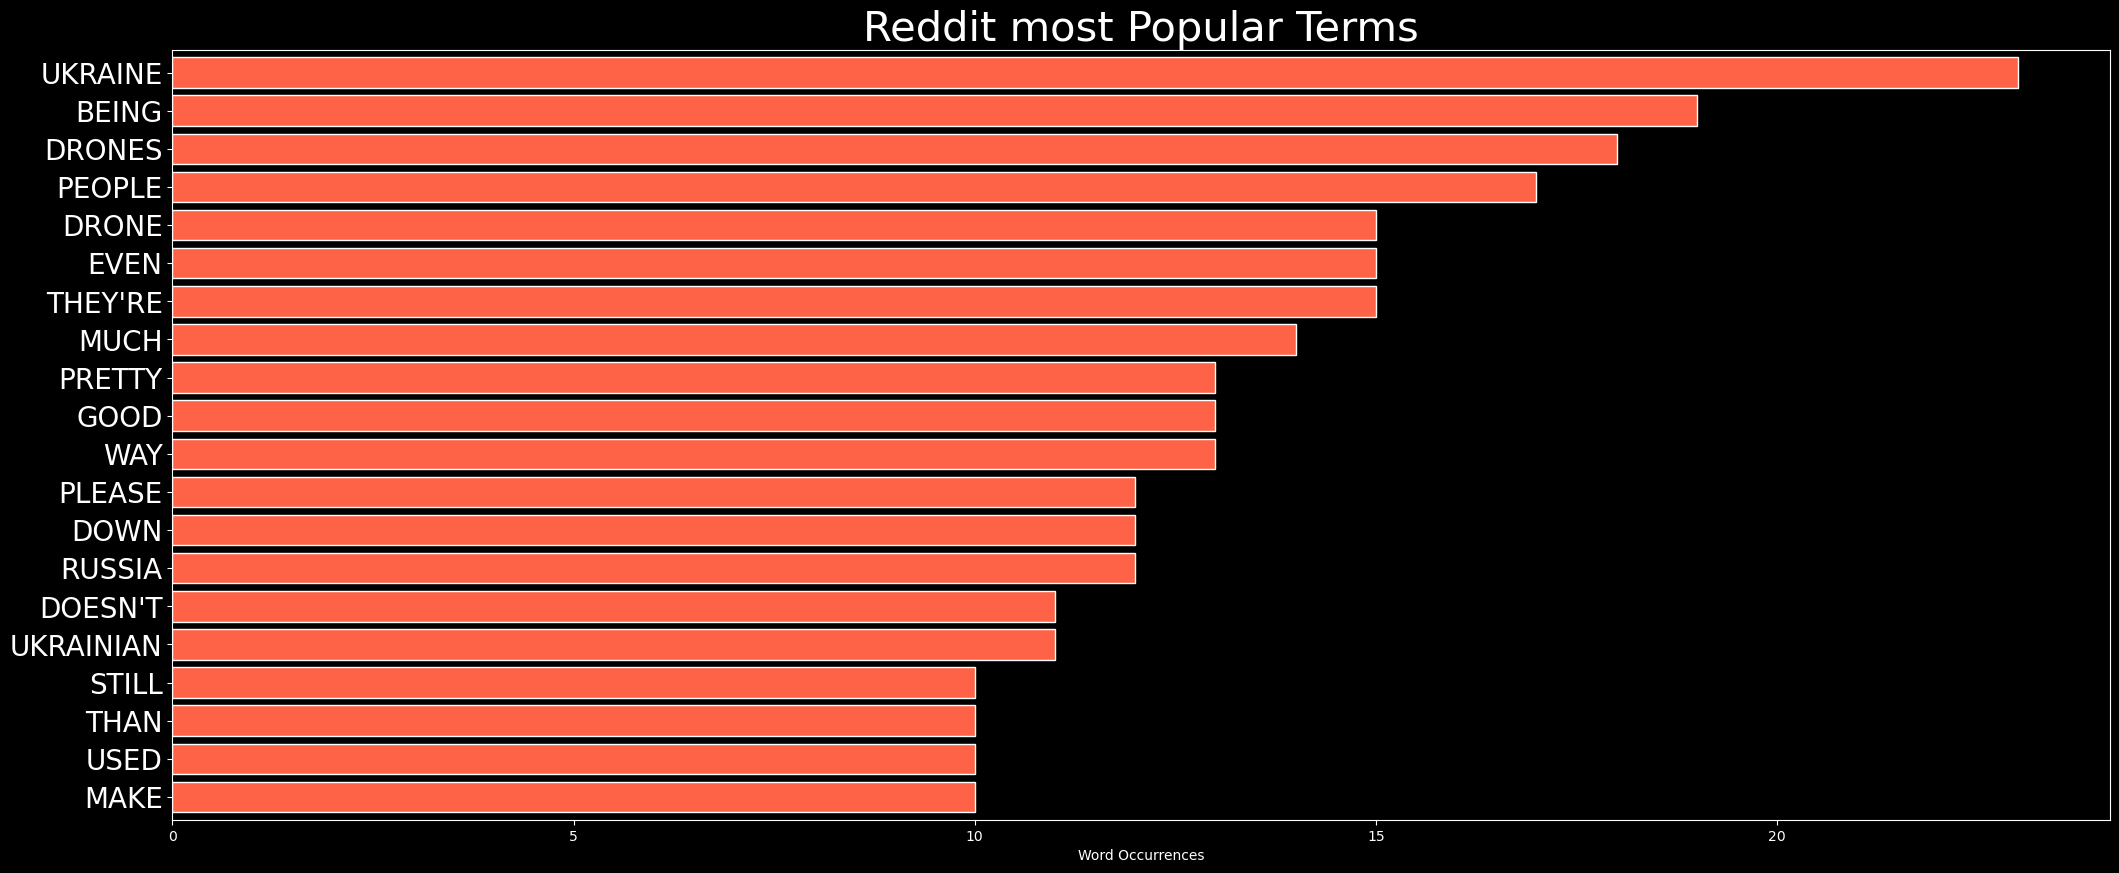 Reddit most Popular Terms
UKRAINE
BEING
DRONES
PEOPLE
DRONE
EVEN
THEY'RE
MUCH
PRETTY
GOOD
WAY
PLEASE
DOWN
RUSSIA
DOESN'T
UKRAINIAN
STILL
THAN
USED
MAKE
0 5 10 15 20
Word Occurrences